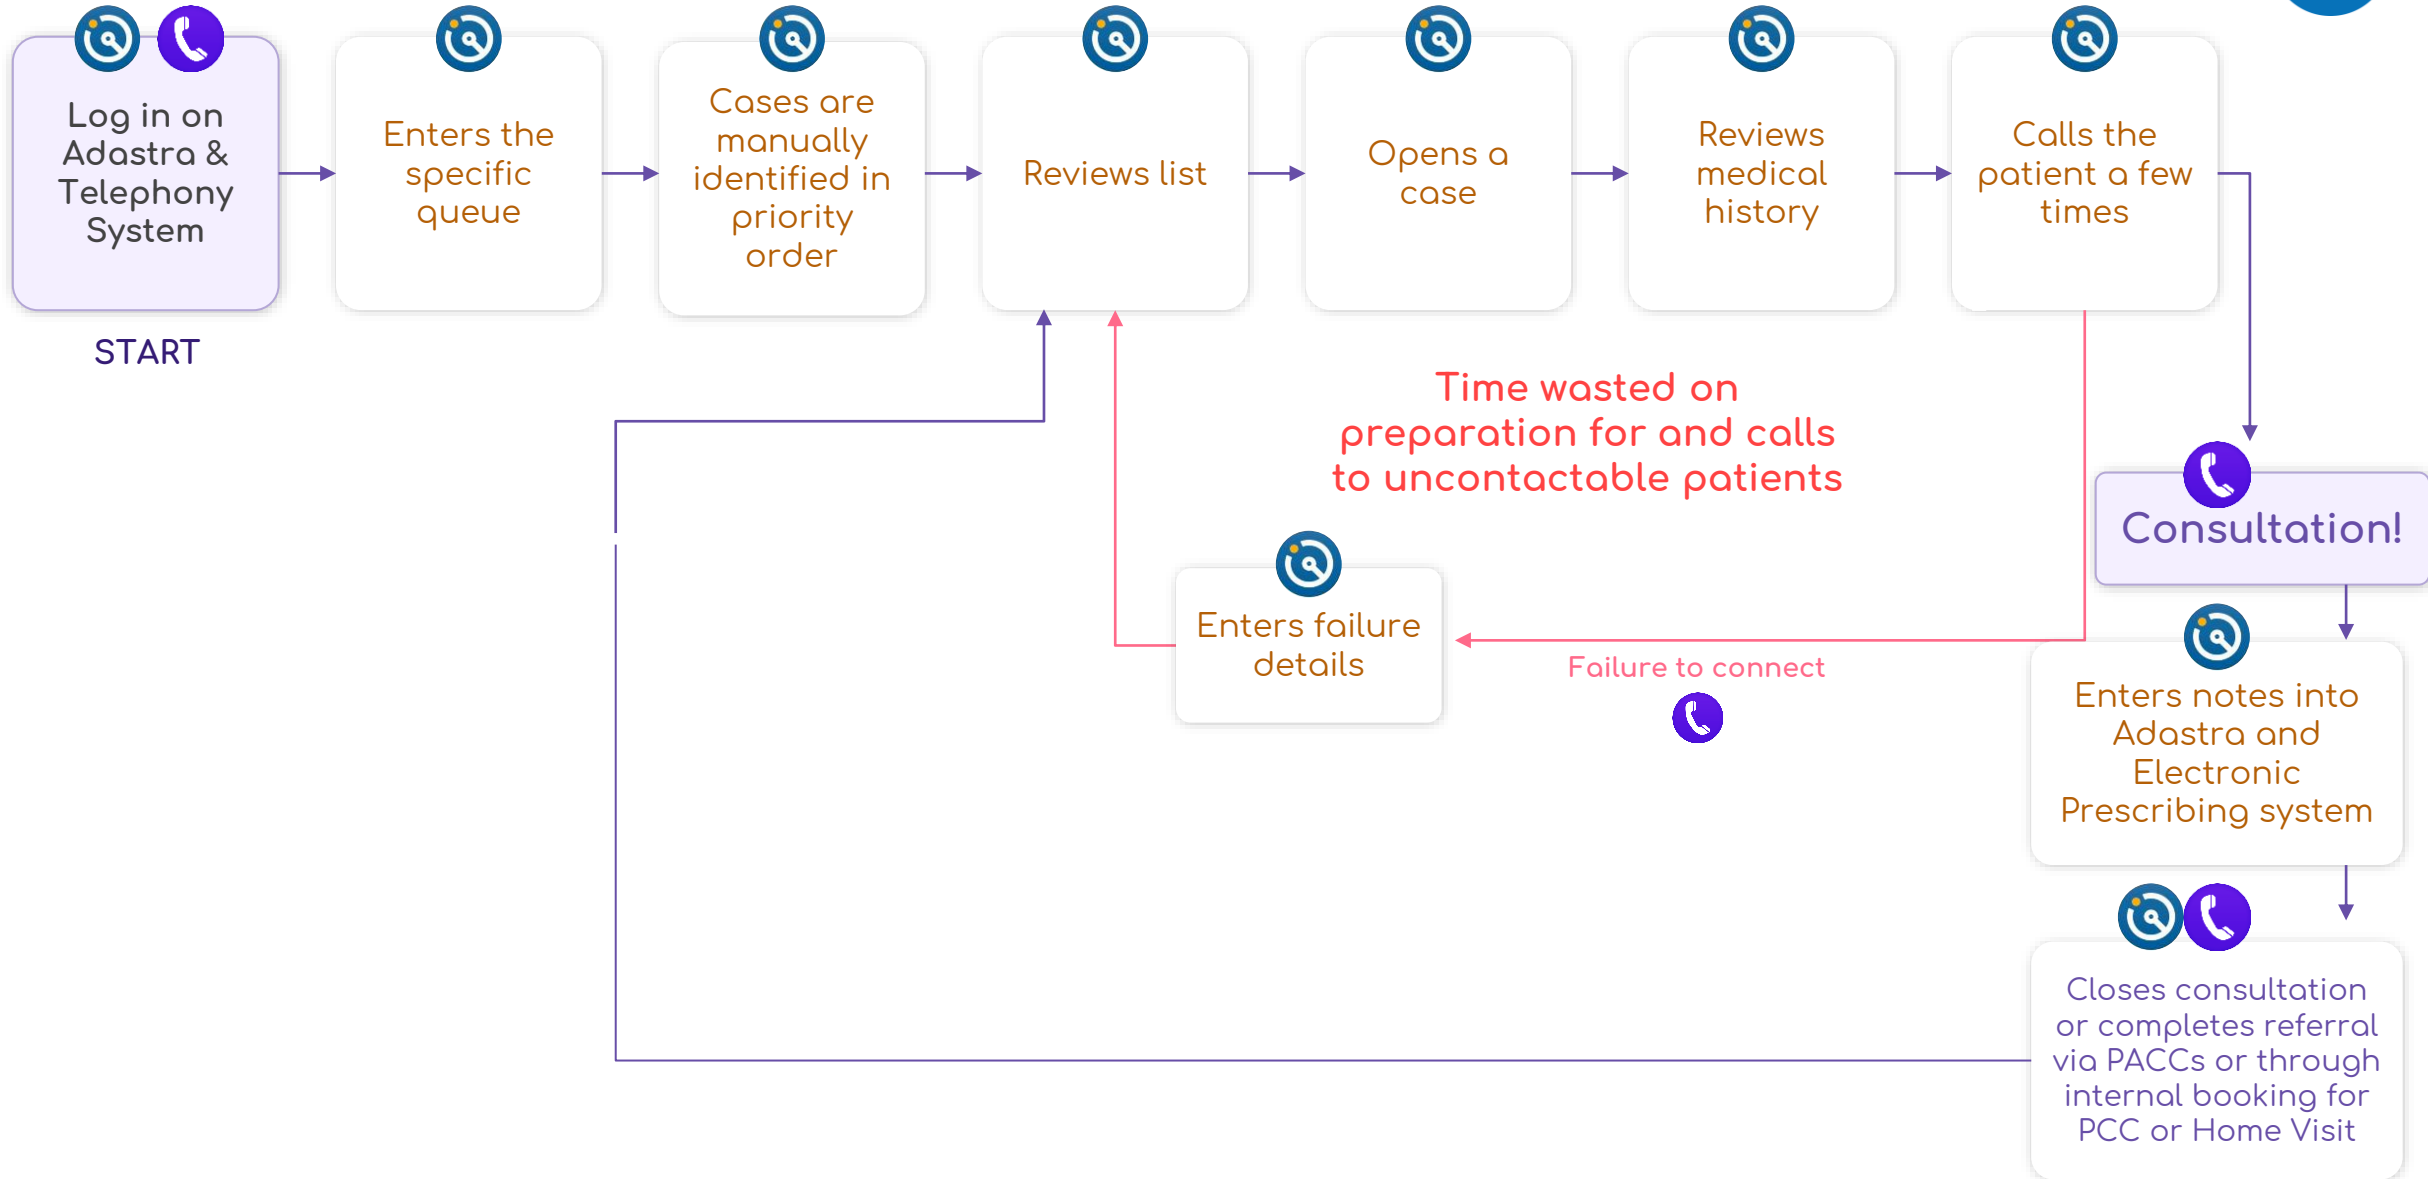 Log in on
Adastra &
Telephony
System
START
Enters the
specific
queue
Cases are
manually
identified in
priority
order
Reviews list
Opens a
case
Reviews
medical
history
Calls the
patient a few
times
Time wasted on
preparation for and calls
to uncontactable patients
Consultation!
Enters failure
details
Failure to connect
Enters notes into
Adastra and
Electronic
Prescribing system
Closes consultation
or completes referral
via PACCs or through
internal booking for
PCC or Home Visit